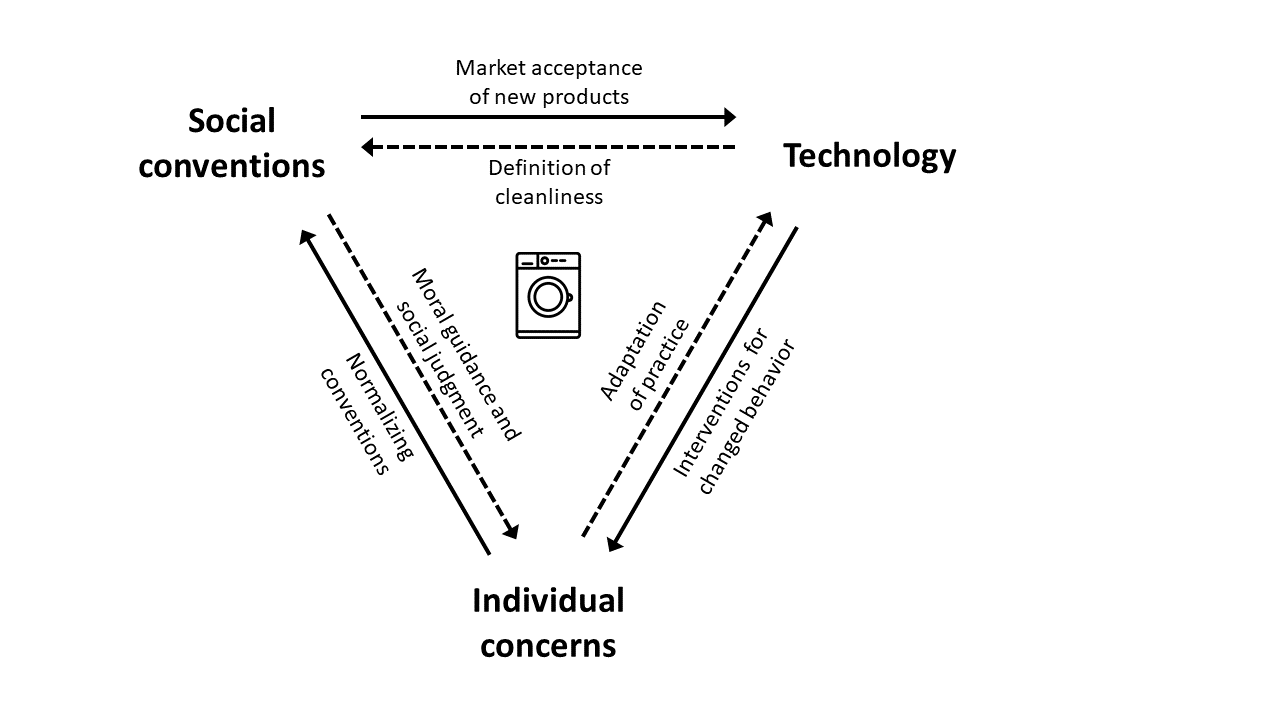 Market acceptance
of new products
Social
conventions
Technology
Definition of
cleanliness
Moral guidance and
social judgment
Normalizing
conventions
Adaptation
of practice
Interventions for
changed behavior
Individual
concerns